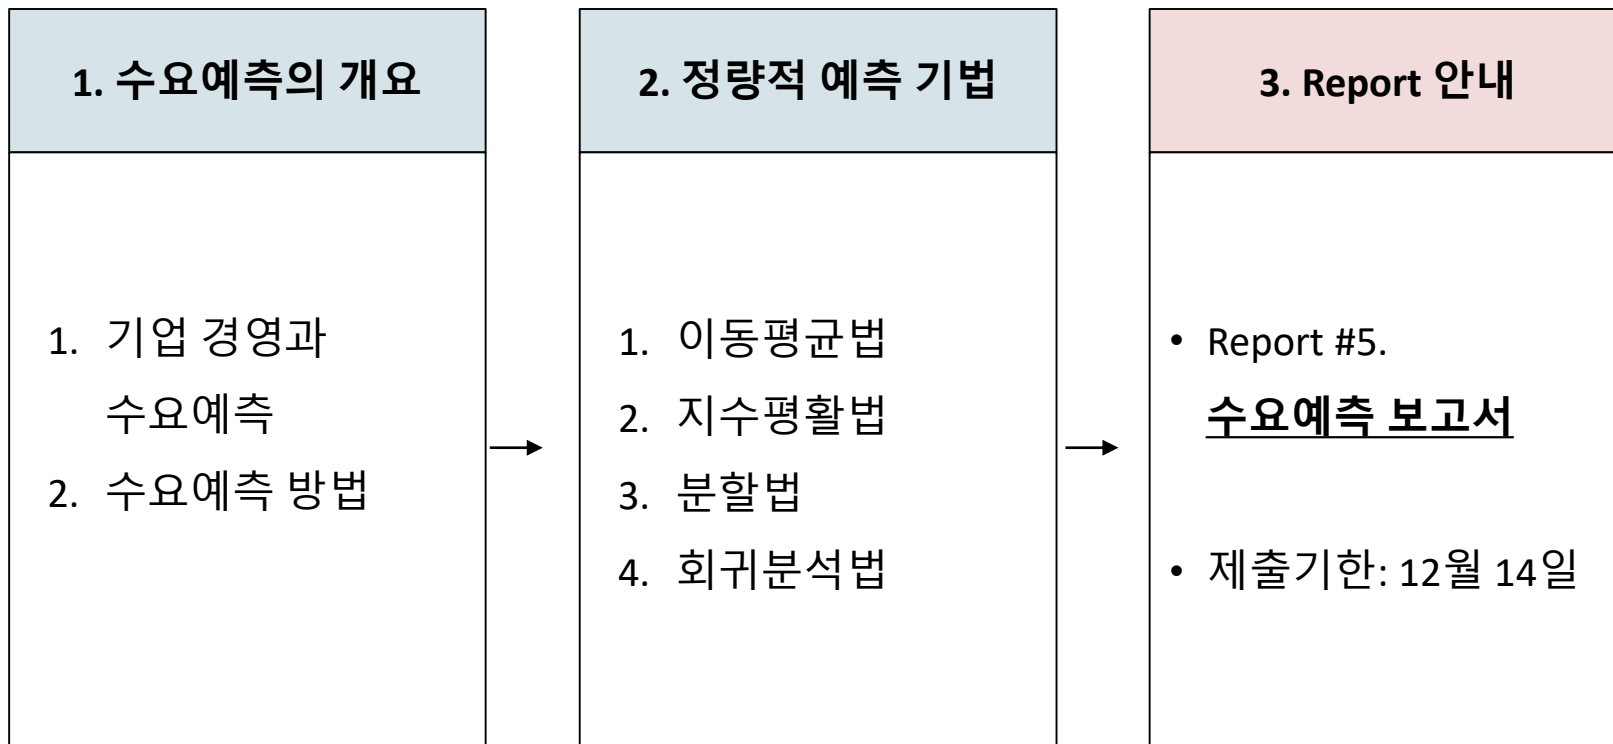 1. 수요예측의 개요
1. 기업 경영과
수요예측
2. 수요예측 방법
2. 정량적 예측 기법
1. 이동평균법
2. 지수평활법
3. 분할법
4. 회귀분석법
3. Report 안내
• Report #5.
수요예측 보고서
• 제출기한: 12월 14일